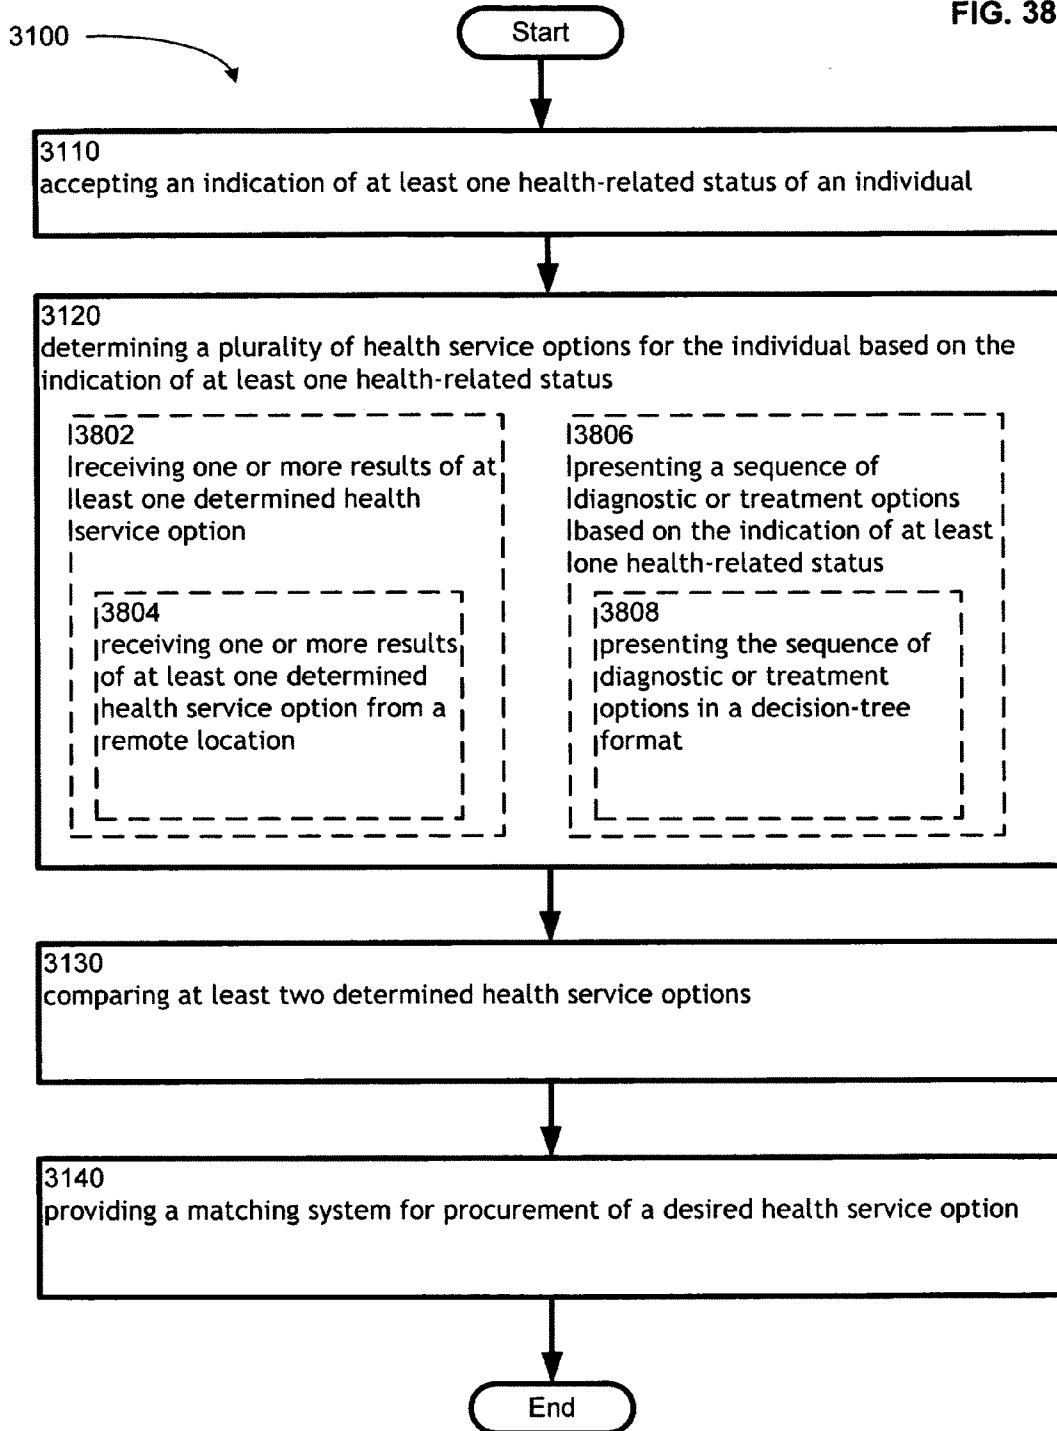 FIG. 38
3100
Start
3110
accepting an indication of at least one health-related status of an individual
3120
determining a plurality of health service options for the individual based on the
indication of at least one health-related status
3802
receiving one or more results of at
least one determined health
service option
3804
receiving one or more results
of at least one determined
health service option from a
remote location
3806
presenting a sequence of
diagnostic or treatment options
based on the indication of at least
one health-related status
3808
presenting the sequence of
diagnostic or treatment
options in a decision-tree
format
3130
comparing at least two determined health service options
3140
providing a matching system for procurement of a desired health service option
End